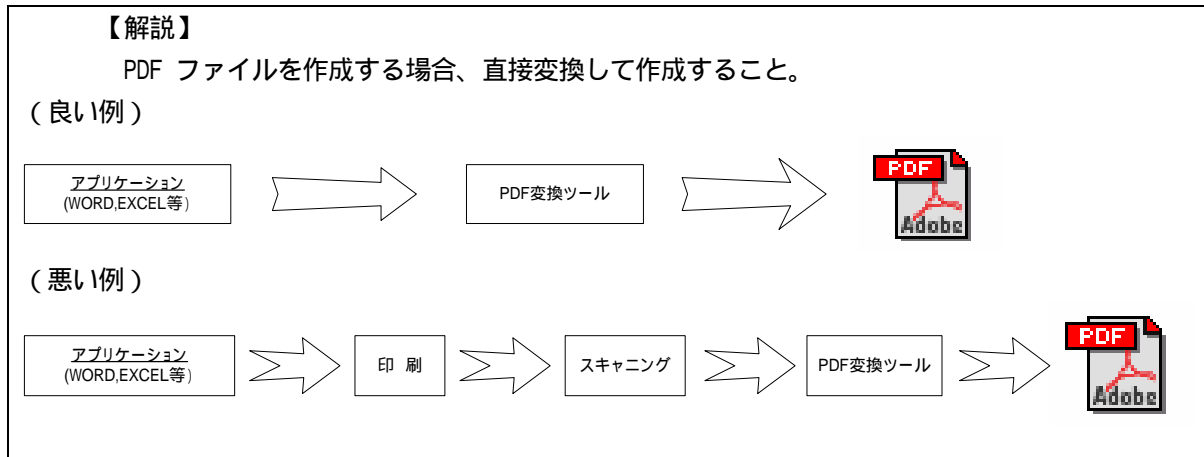 【解説】
PDF ファイルを作成する場合、直接変換して作成すること。
(良い例)
アプリケーション
(WORD,EXCEL等)
PDF変換ツール
PDF
Adobe
(悪い例)
アプリケーション
(WORD,EXCEL等)
印 刷
スキャニング
PDF変換ツール
PDF
Adobe